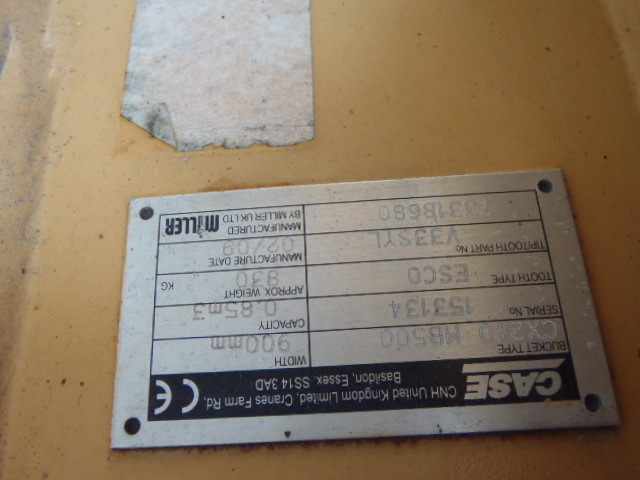 CASE
CNH United Kingdom Limited, Cranes Farm Rd,
Basildon, Essex. SS14 3AD
CE
BUCKET TYPE
CX240 MB500
WIDTH
900mm
SERIAL No
153134
CAPACITY
0.85m3
TOOTH TYPE
ESCO
APPROX WEIGHT
830 KG
TIP/TOOTH PART No
V33SYL
MANUFACTURE DATE
02/09
MANUFACTURED
BY MILLER UK LTD
MILLER